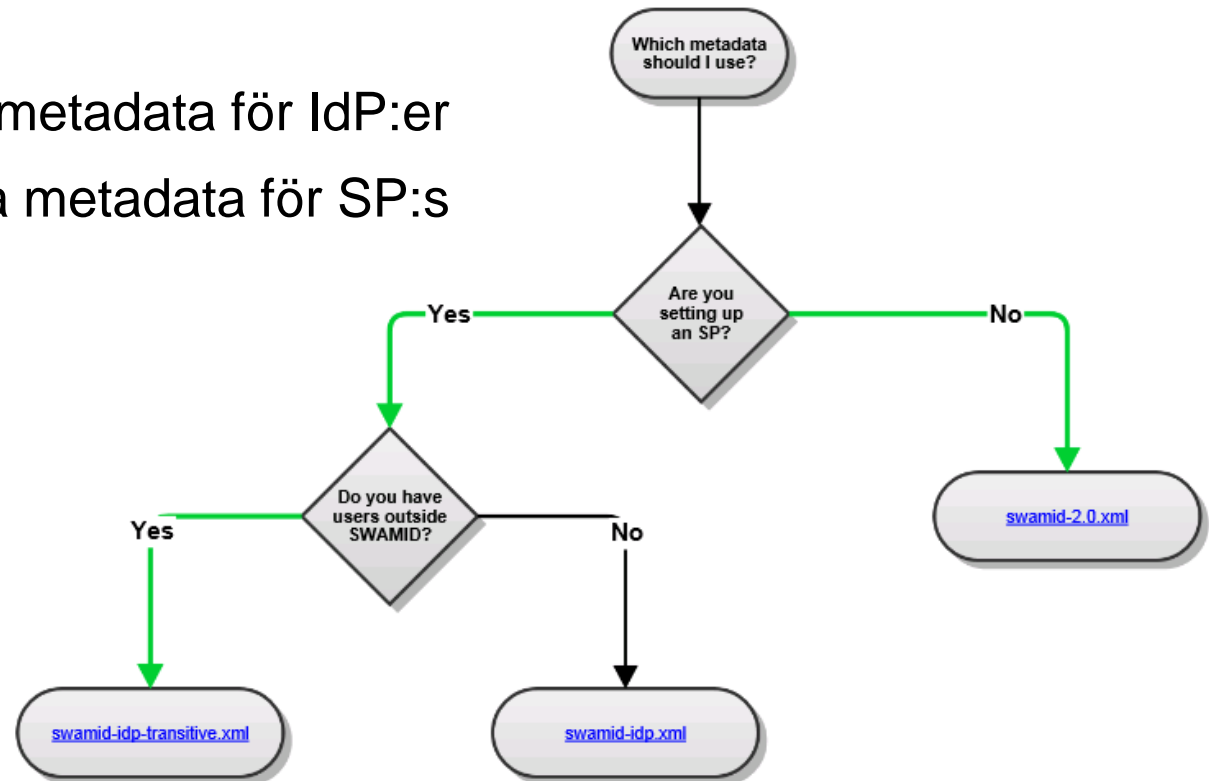 Which metadata
should I use?
metadata för IdP:er
metadata för SP:s
Are you
setting up
an SP?
Yes
No
Do you have
users outside
SWAMID?
swamid-2.0.xml
Yes
No
swamid-idp-transitive.xml
swamid-idp.xml